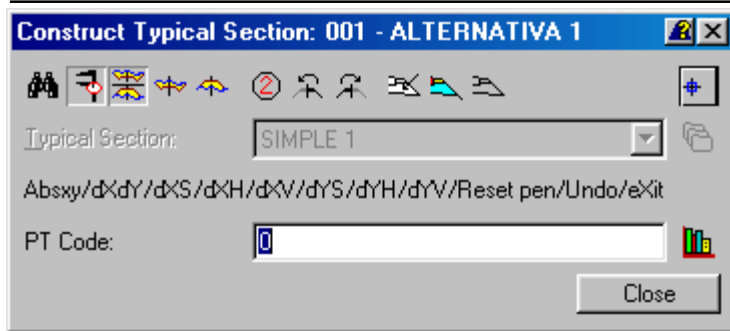 Construct Typical Section: 001 - ALTERNATIVA 1
2
Typical Section: SIMPLE 1
Absxy/dXdY/dXS/dXH/dXV/dYS/dYH/dYV/Reset pen/Undo/eXit
PT Code: 0
Close